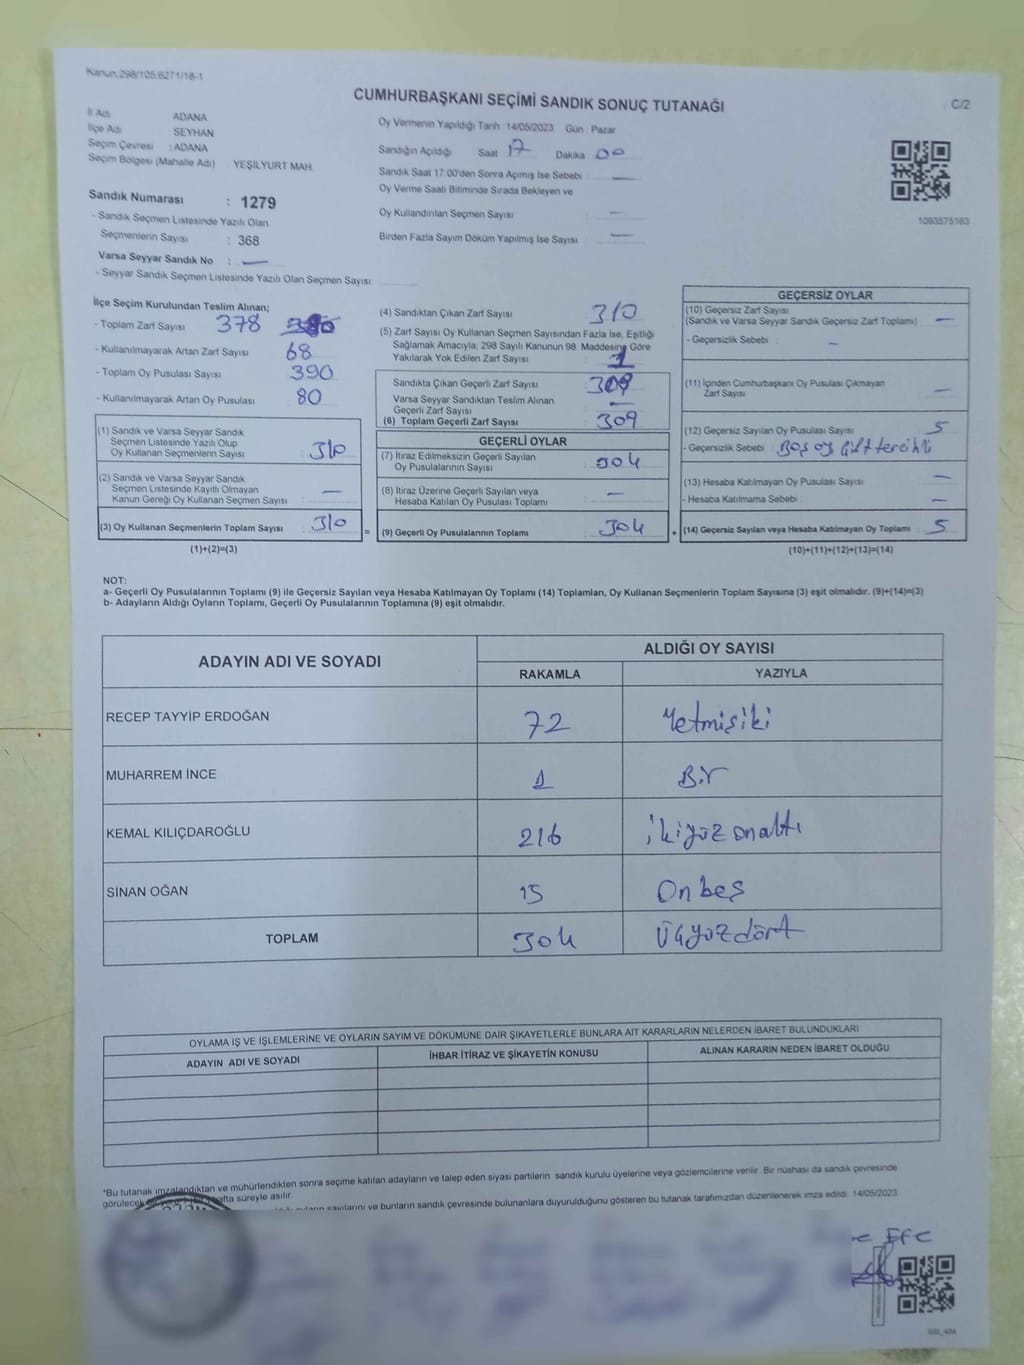 Kanun:298/105.6271/18-1
CUMHURBAŞKANI SEÇİMİ SANDIK SONUÇ TUTANAĞI
C/2
İl Adı ADANA
İlçe Adı SEYHAN
Seçim Çevresi : ADANA
Seçim Bölgesi (Mahalle Adı) : YEŞİLYURT MAH.
Sandık Numarası : 1279
- Sandık Seçmen Listesinde Yazılı Olan
Seçmenlerin Sayısı : 368
Varsa Seyyar Sandık No :
- Seyyar Sandık Seçmen Listesinde Yazılı Olan Seçmen Sayısı:
Oy Vermenin Yapıldığı Tarih : 14/05/2023 Gün : Pazar
Sandığın Açıldığı Saat 17 Dakika 00
Sandık Saat 17:00'den Sonra Açılmış İse Sebebi :
Oy Verme Saati Bitiminde Sırada Bekleyen ve
Oy Kullandırılan Seçmen Sayısı :
Birden Fazla Sayım Döküm Yapılmış İse Sayısı :
1093575163
İlçe Seçim Kurulundan Teslim Alınan;
- Toplam Zarf Sayısı 378
- Kullanılmayarak Artan Zarf Sayısı 68
- Toplam Oy Pusulası Sayısı 390
- Kullanılmayarak Artan Oy Pusulası 80
(1) Sandık ve Varsa Seyyar Sandık
Seçmen Listesinde Yazılı Olup
Oy Kullanan Seçmenlerin Sayısı : 310
(2) Sandık ve Varsa Seyyar Sandık
Seçmen Listesinde Kayıtlı Olmayan
Kanun Gereği Oy Kullanan Seçmen Sayısı :
(3) Oy Kullanan Seçmenlerin Toplam Sayısı : 310 =
(1)+(2)=(3)
(4) Sandıktan Çıkan Zarf Sayısı 310
(5) Zarf Sayısı Oy Kullanan Seçmen Sayısından Fazla İse, Eşitliği
Sağlamak Amacıyla; 298 Sayılı Kanunun 98. Maddesine Göre
Yakılarak Yok Edilen Zarf Sayısı : 1
Sandıkta Çıkan Geçerli Zarf Sayısı : 309
Varsa Seyyar Sandıktan Teslim Alınan
Geçerli Zarf Sayısı
(6) Toplam Geçerli Zarf Sayısı : 309
GEÇERLİ OYLAR
(7) İtiraz Edilmeksizin Geçerli Sayılan
Oy Pusulalarının Sayısı : 304
(8) İtiraz Üzerine Geçerli Sayılan veya
Hesaba Katılan Oy Pusulası Toplamı :
(9) Geçerli Oy Pusulalarının Toplamı : 304 +
GEÇERSİZ OYLAR
(10) Geçersiz Zarf Sayısı
(Sandık ve Varsa Seyyar Sandık Geçersiz Zarf Toplamı) :
- Geçersizlik Sebebi :
(11) İçinden Cumhurbaşkanı Oy Pusulası Çıkmayan
Zarf Sayısı :
(12) Geçersiz Sayılan Oy Pusulası Sayısı : 5
- Geçersizlik Sebebi : Boş oy Çift tercihli
(13) Hesaba Katılmayan Oy Pusulası Sayısı :
- Hesaba Katılmama Sebebi :
(14) Geçersiz Sayılan veya Hesaba Katılmayan Oy Toplamı : 5
(10)+(11)+(12)+(13)=(14)
NOT:
a- Geçerli Oy Pusulalarının Toplamı (9) ile Geçersiz Sayılan veya Hesaba Katılmayan Oy Toplamı (14) Toplamları, Oy Kullanan Seçmenlerin Toplam Sayısına (3) eşit olmalıdır. (9)+(14)=(3)
b- Adayların Aldığı Oyların Toplamı, Geçerli Oy Pusulalarının Toplamına (9) eşit olmalıdır.
ADAYIN ADI VE SOYADI
ALDIĞI OY SAYISI
RAKAMLA YAZIYLA
RECEP TAYYİP ERDOĞAN 72 Yetmişiki
MUHARREM İNCE 1 Bir
KEMAL KILIÇDAROĞLU 216 ikiyüz onaltı
SİNAN OĞAN 15 On beş
TOPLAM 304 Üçyüzdört
OYLAMA İŞ VE İŞLEMLERİNE VE OYLARIN SAYIM VE DÖKÜMÜNE DAİR ŞİKAYETLERLE BUNLARA AİT KARARLARIN NELERDEN İBARET BULUNDUKLARI
ADAYIN ADI VE SOYADI İHBAR İTİRAZ VE ŞİKAYETİN KONUSU ALINAN KARARIN NEDEN İBARET OLDUĞU
*Bu tutanak imzalandıktan ve mühürlendikten sonra seçime katılan adayların ve talep eden siyasi partilerin sandık kurulu üyelerine veya gözlemcilerine verilir. Bir nüshası da sandık çevresinde
görülecek hafta süreyle asılır.
sayılarını ve bunların sandık çevresinde bulunanlara duyurulduğunu gösteren bu tutanak tarafımızdan düzenlenerek imza edildi. 14/05/2023
Efe